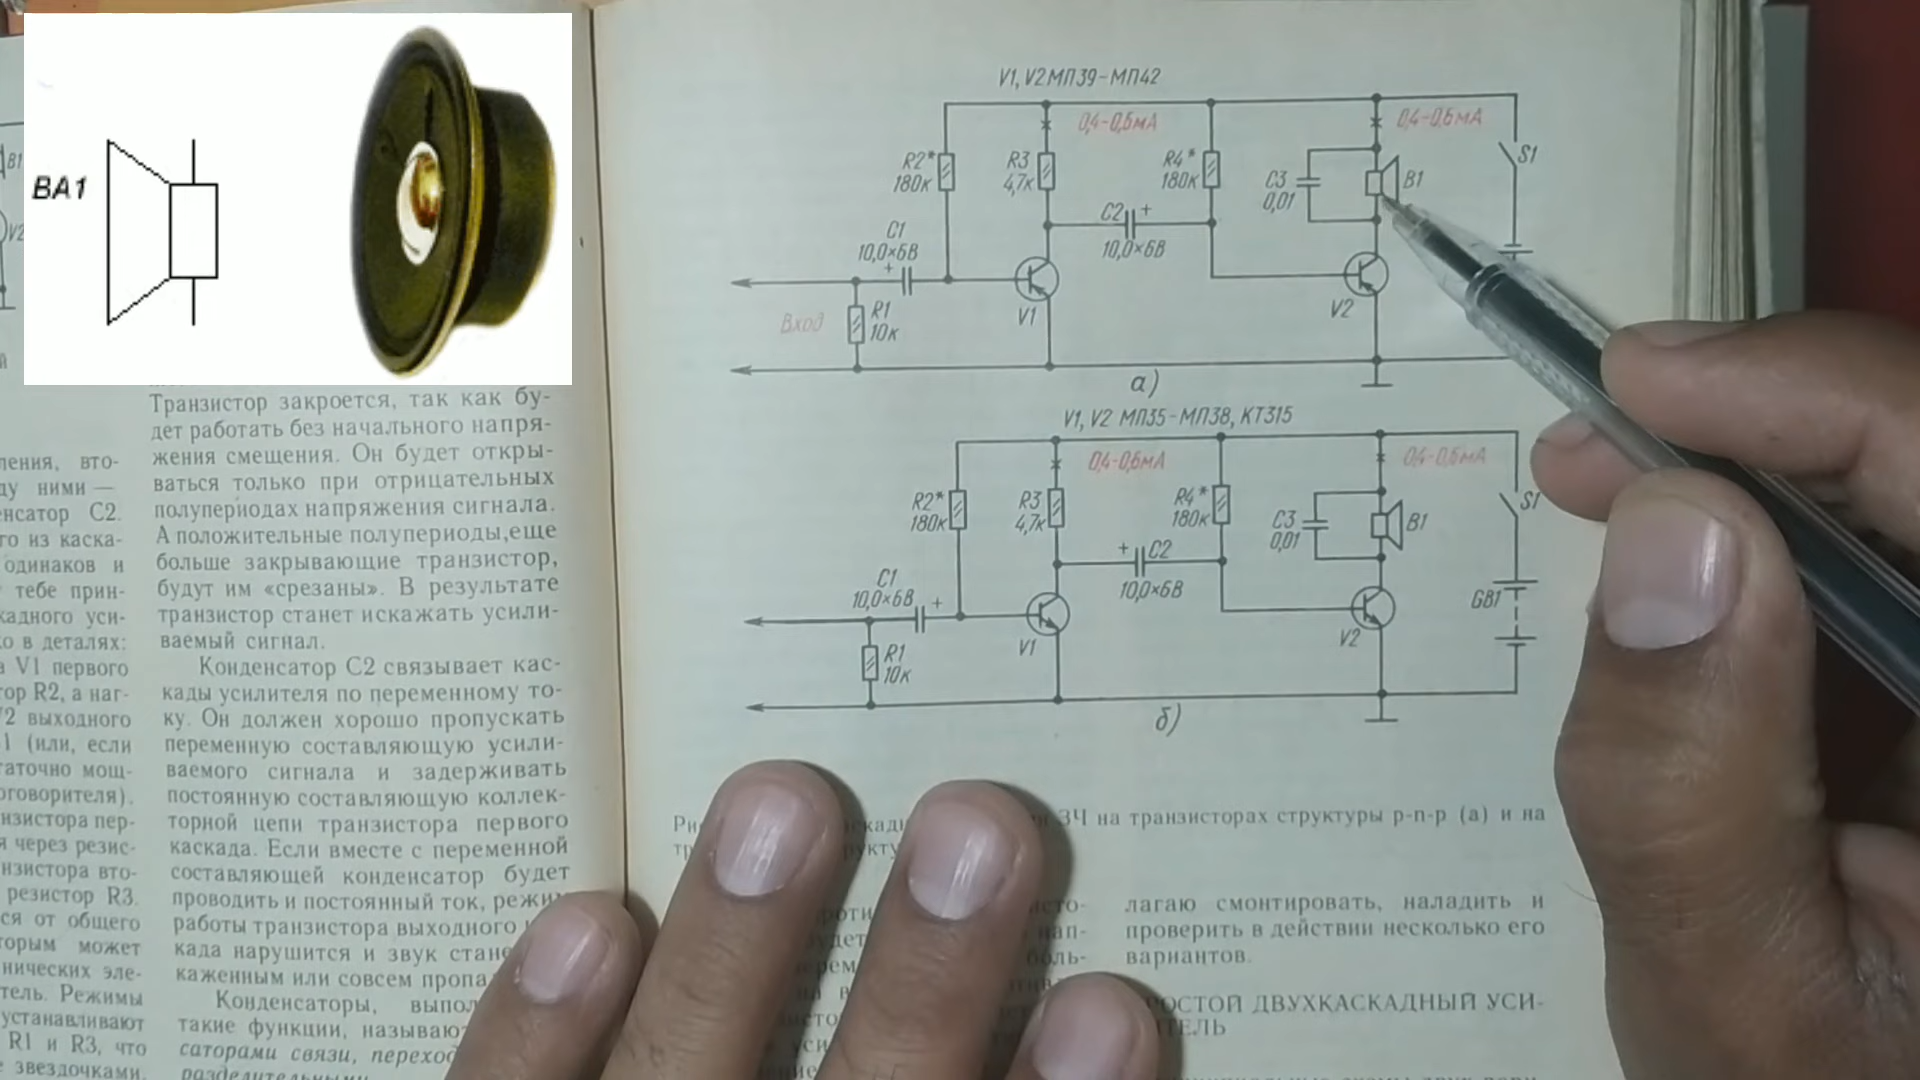 BA1
B1
V2
ления, вто-
ду ними —
енсатор С2.
го из каска-
одинаков и
тебе прин-
кадного уси-
ко в деталях:
а V1 первого
ор R2, а наг-
V2 выходного
1 (или, если
таточно мощ-
оговорителя).
нзистора пер-
я через резис-
нзистора вто-
резистор R3.
ся от общего
оторым может
нических эле-
тель. Режимы
устанавливают
R1 и R3, что
е звездочками.
Транзистор закроется, так как бу-
дет работать без начального напря-
жения смещения. Он будет откры-
ваться только при отрицательных
полупериодах напряжения сигнала.
А положительные полупериоды,еще
больше закрывающие транзистор,
будут им «срезаны». В результате
транзистор станет искажать усили-
ваемый сигнал.
Конденсатор С2 связывает кас-
кады усилителя по переменному то-
ку. Он должен хорошо пропускать
переменную составляющую усили-
ваемого сигнала и задерживать
постоянную составляющую коллек-
торной цепи транзистора первого
каскада. Если вместе с переменной
составляющей конденсатор будет
проводить и постоянный ток, режим
работы транзистора выходного
када нарушится и звук стане
каженным или совсем пропа
Конденсаторы, выпол
такие функции, называю
саторами связи, переход
разделительными
V1, V2 МП39-МП42
0,4-0,6мА
0,4-0,6мА
R2*
180к
R3
4,7к
R4*
180к
C3
0,01
B1
S1
C2 +
10,0×6В
C1
10,0×6В
+
Вход
R1
10к
V1
V2
а)
V1, V2 МП35-МП38, КТ315
0,4-0,6мА
0,4-0,6мА
R2*
180к
R3
4,7к
R4*
180к
C3
0,01
B1
S1
+ C2
10,0×6В
C1
10,0×6В
+
GB1
R1
10к
V1
V2
б)
ЗЧ на транзисторах структуры p-n-p (а) и на
лагаю смонтировать, наладить и
проверить в действии несколько его
вариантов.
РОСТОЙ ДВУХКАСКАДНЫЙ УСИ-
ТЕЛЬ